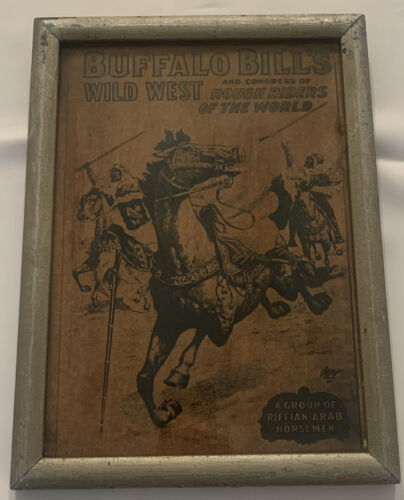 BUFFALO BILL'S
WILD WEST AND CONGRESS OF
ROUGH RIDERS
OF THE WORLD
A GROUP OF
RIFFIAN ARAB
HORSEMEN